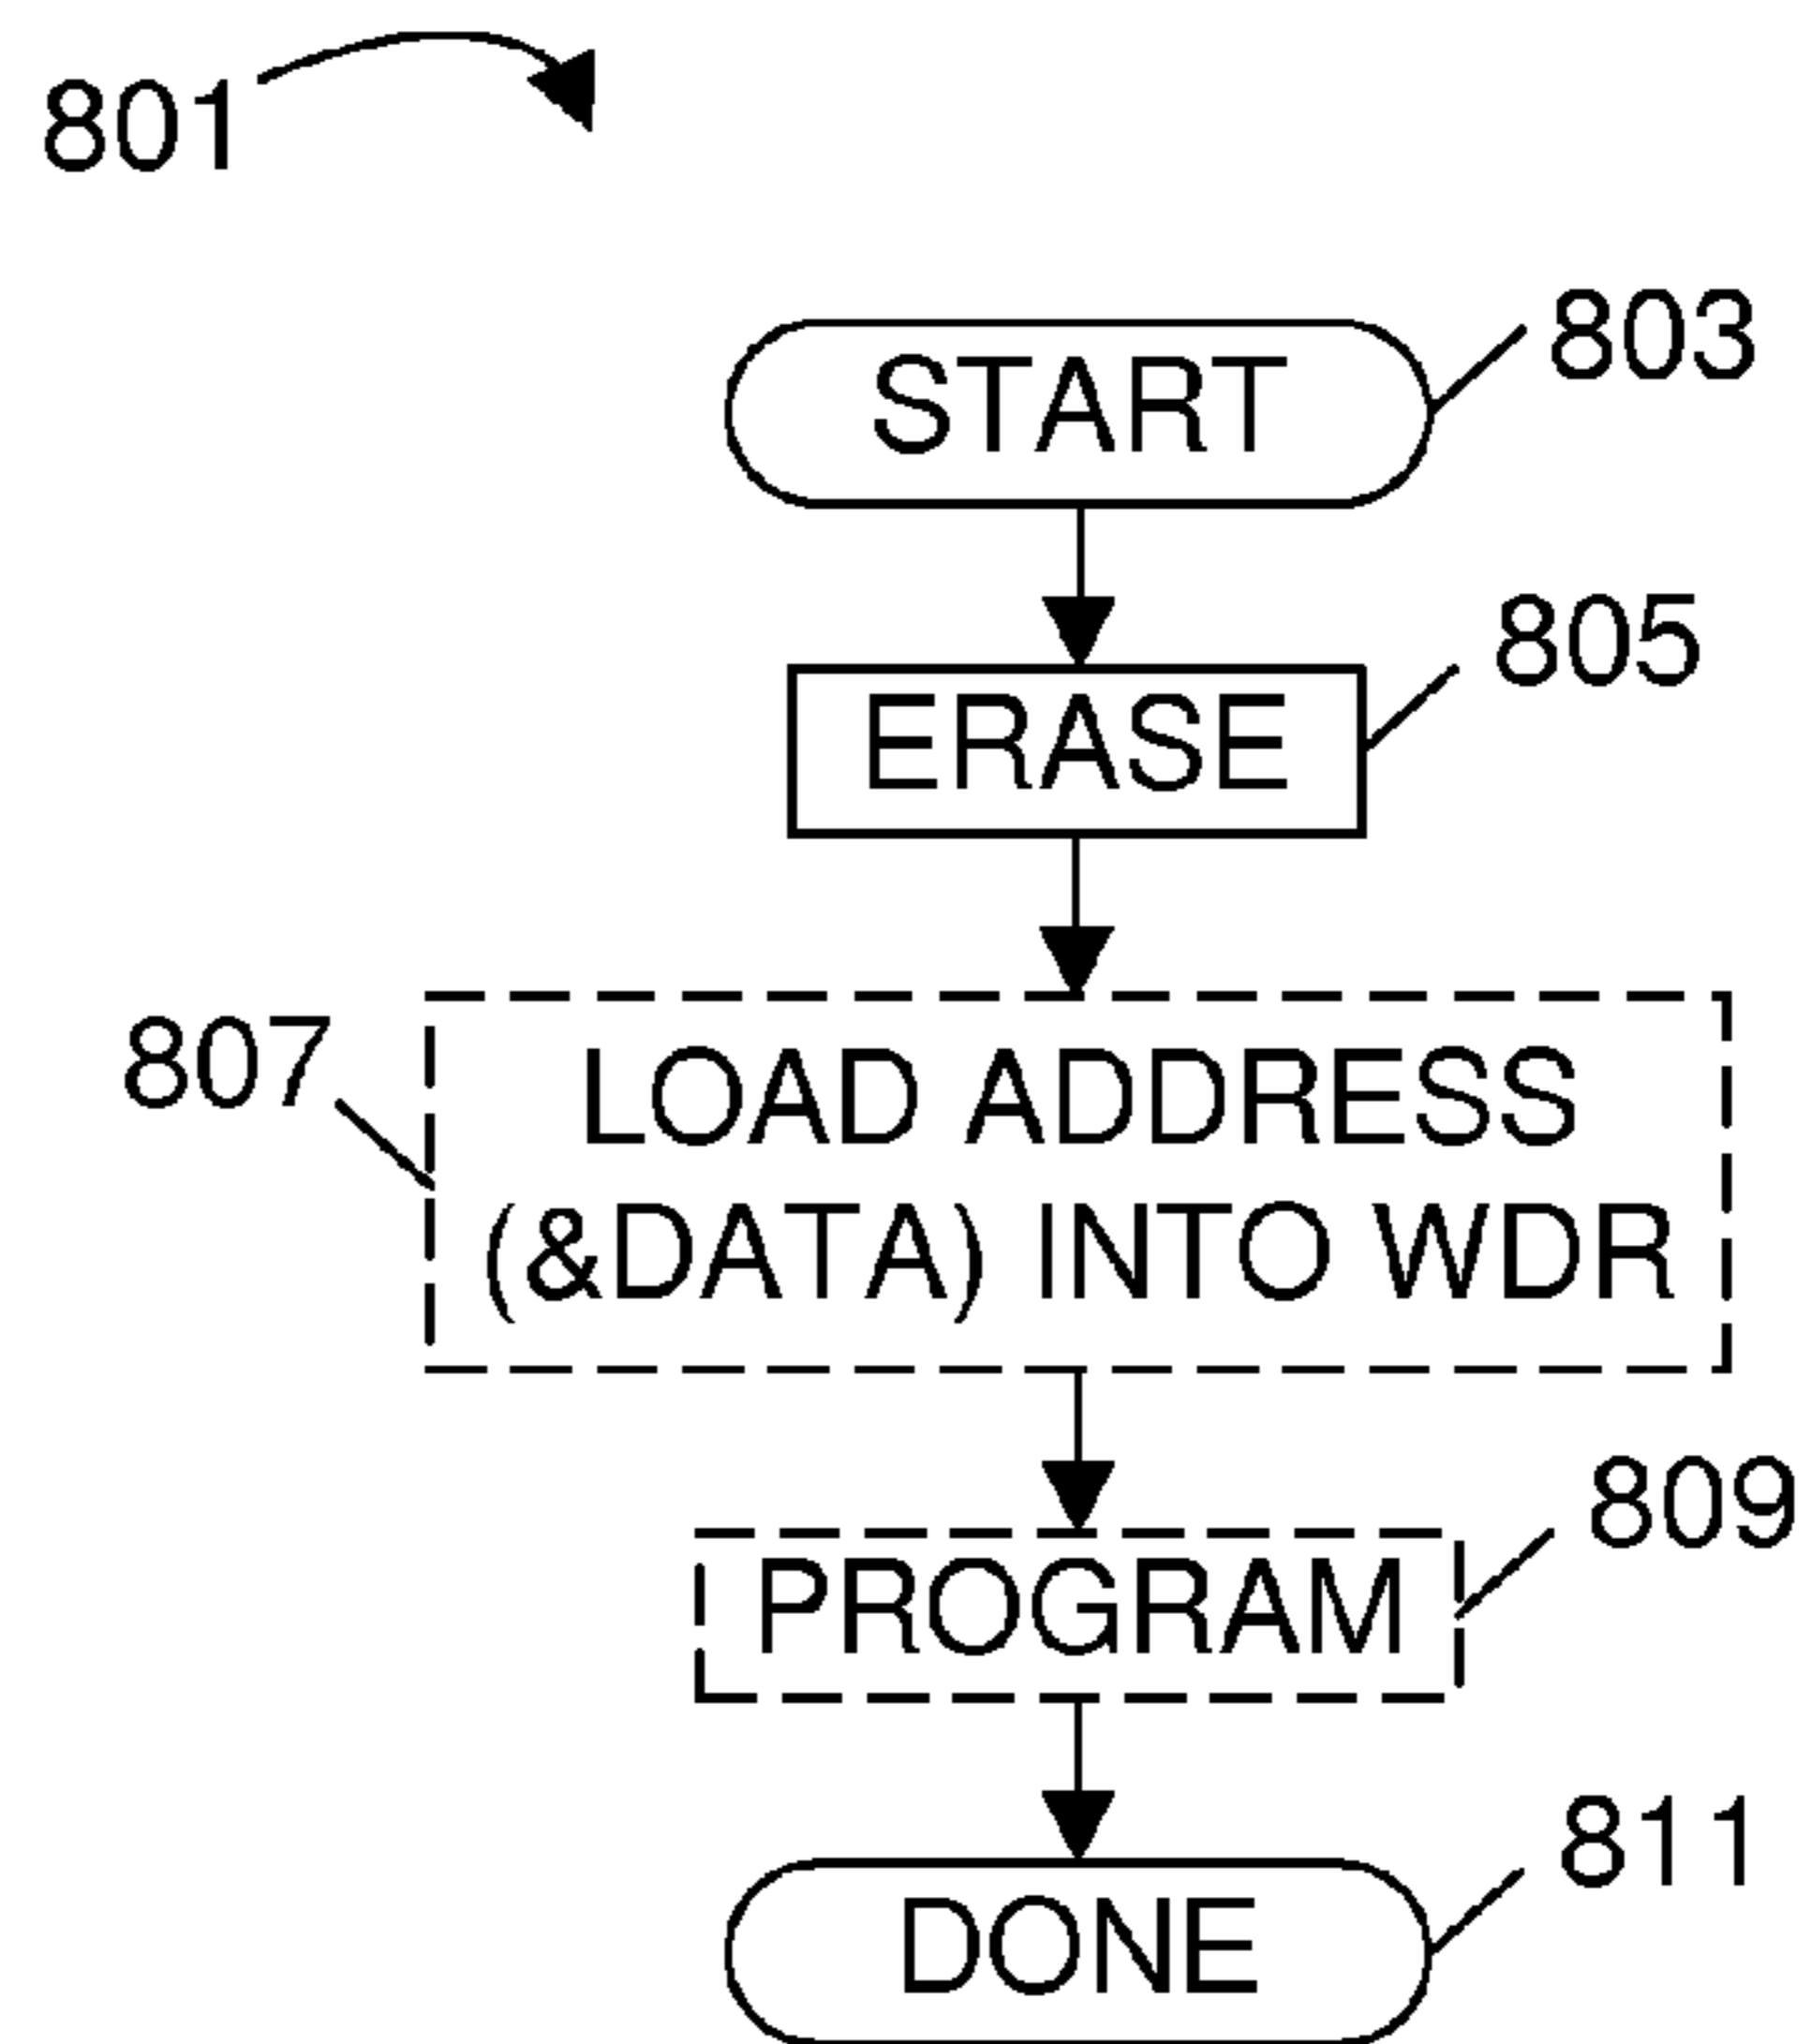 801
START
803
ERASE
805
807
LOAD ADDRESS
(&DATA) INTO WDR
PROGRAM
809
DONE
811